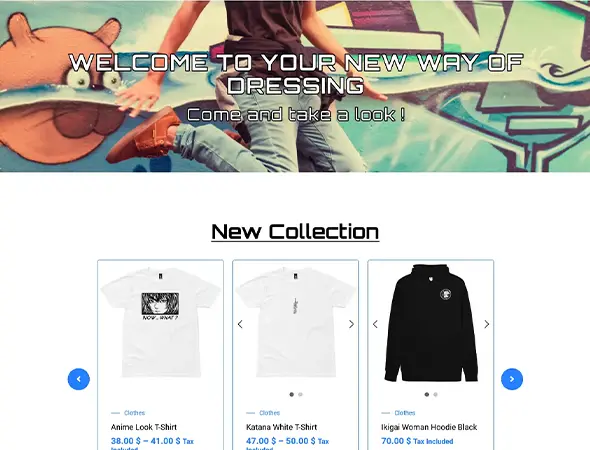 WELCOME TO YOUR NEW WAY OF
DRESSING
Come and take a look !
New Collection
NOW.. WHAT ?
Clothes
Anime Look T-Shirt
38.00 $ – 41.00 $ Tax
Included
Clothes
Katana White T-Shirt
47.00 $ – 50.00 $ Tax
Included
Clothes
Ikigai Woman Hoodie Black
70.00 $ Tax Included